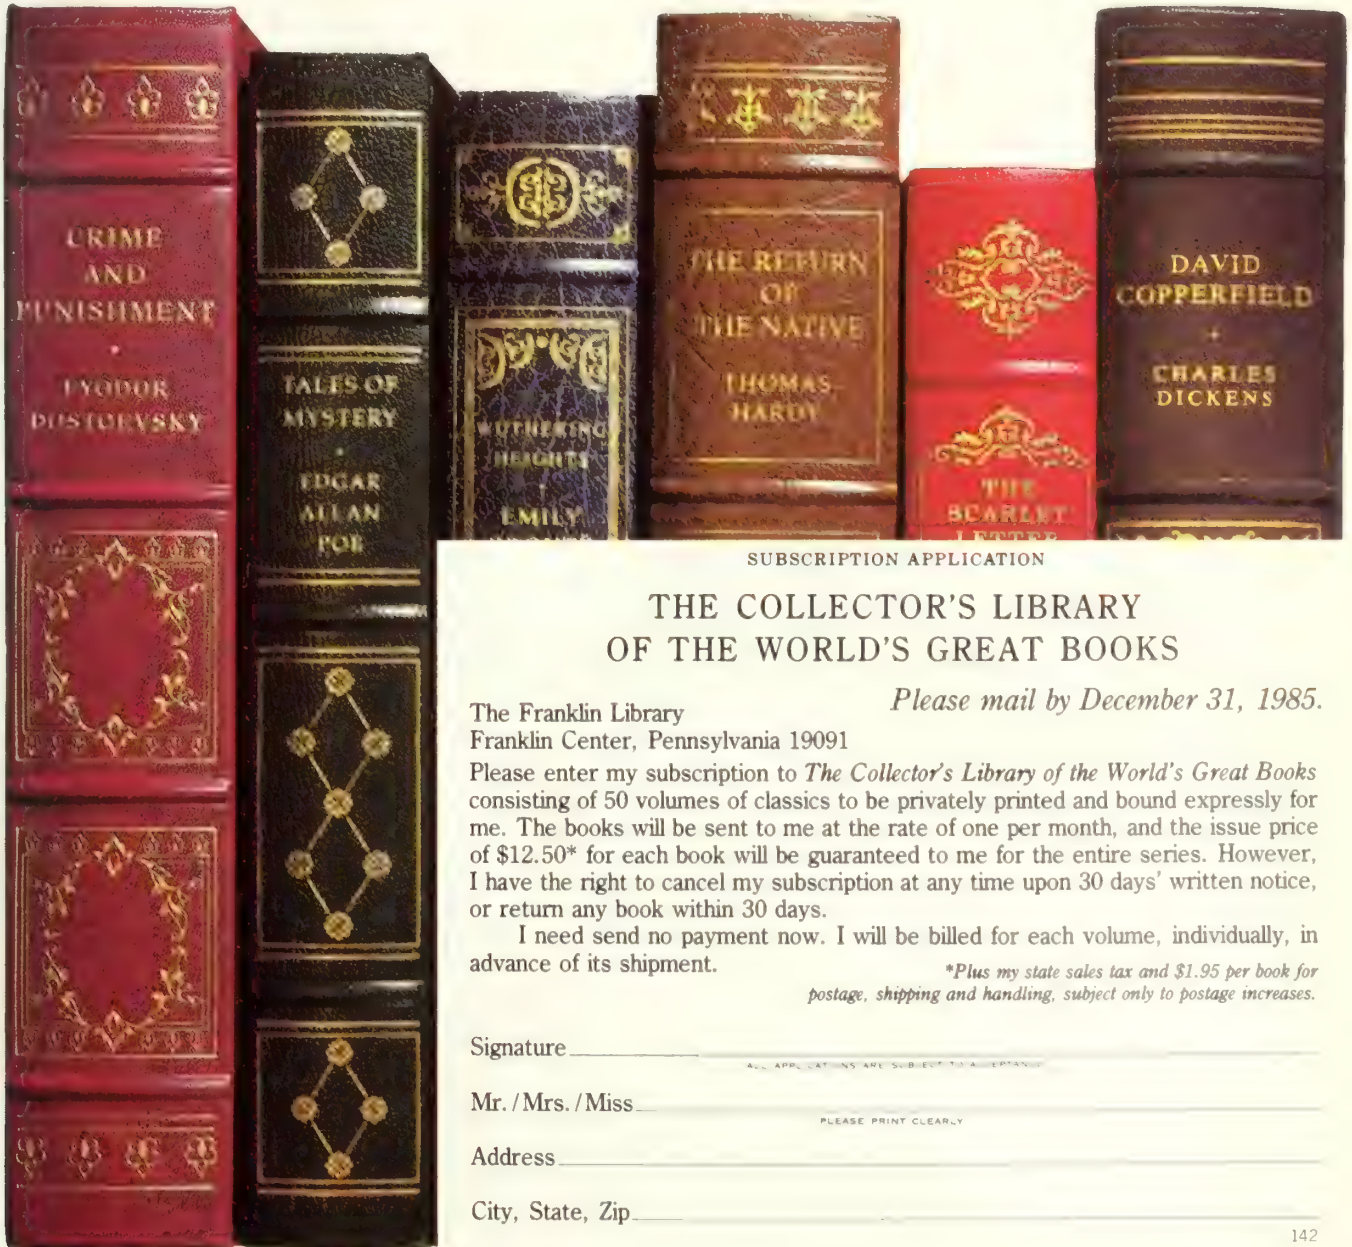 CRIME
AND
PUNISHMENT
FYODOR
DOSTOEVSKY
TALES OF
MYSTERY
EDGAR
ALLAN
POE
WUTHERING
HEIGHTS
EMILY
THE RETURN
OF
THE NATIVE
THOMAS
HARDY
THE
SCARLET
LETTER
DAVID
COPPERFIELD
CHARLES
DICKENS
SUBSCRIPTION APPLICATION
THE COLLECTOR'S LIBRARY
OF THE WORLD'S GREAT BOOKS
Please mail by December 31, 1985.
The Franklin Library
Franklin Center, Pennsylvania 19091
Please enter my subscription to The Collector's Library of the World's Great Books
consisting of 50 volumes of classics to be privately printed and bound expressly for
me. The books will be sent to me at the rate of one per month, and the issue price
of $12.50* for each book will be guaranteed to me for the entire series. However,
I have the right to cancel my subscription at any time upon 30 days' written notice,
or return any book within 30 days.
I need send no payment now. I will be billed for each volume, individually, in
advance of its shipment.
*Plus my state sales tax and $1.95 per book for
postage, shipping and handling, subject only to postage increases.
Signature
ALL APPLICATIONS ARE SUBJECT TO ACCEPTANCE
Mr. / Mrs. / Miss
PLEASE PRINT CLEARLY
Address
City, State, Zip
142